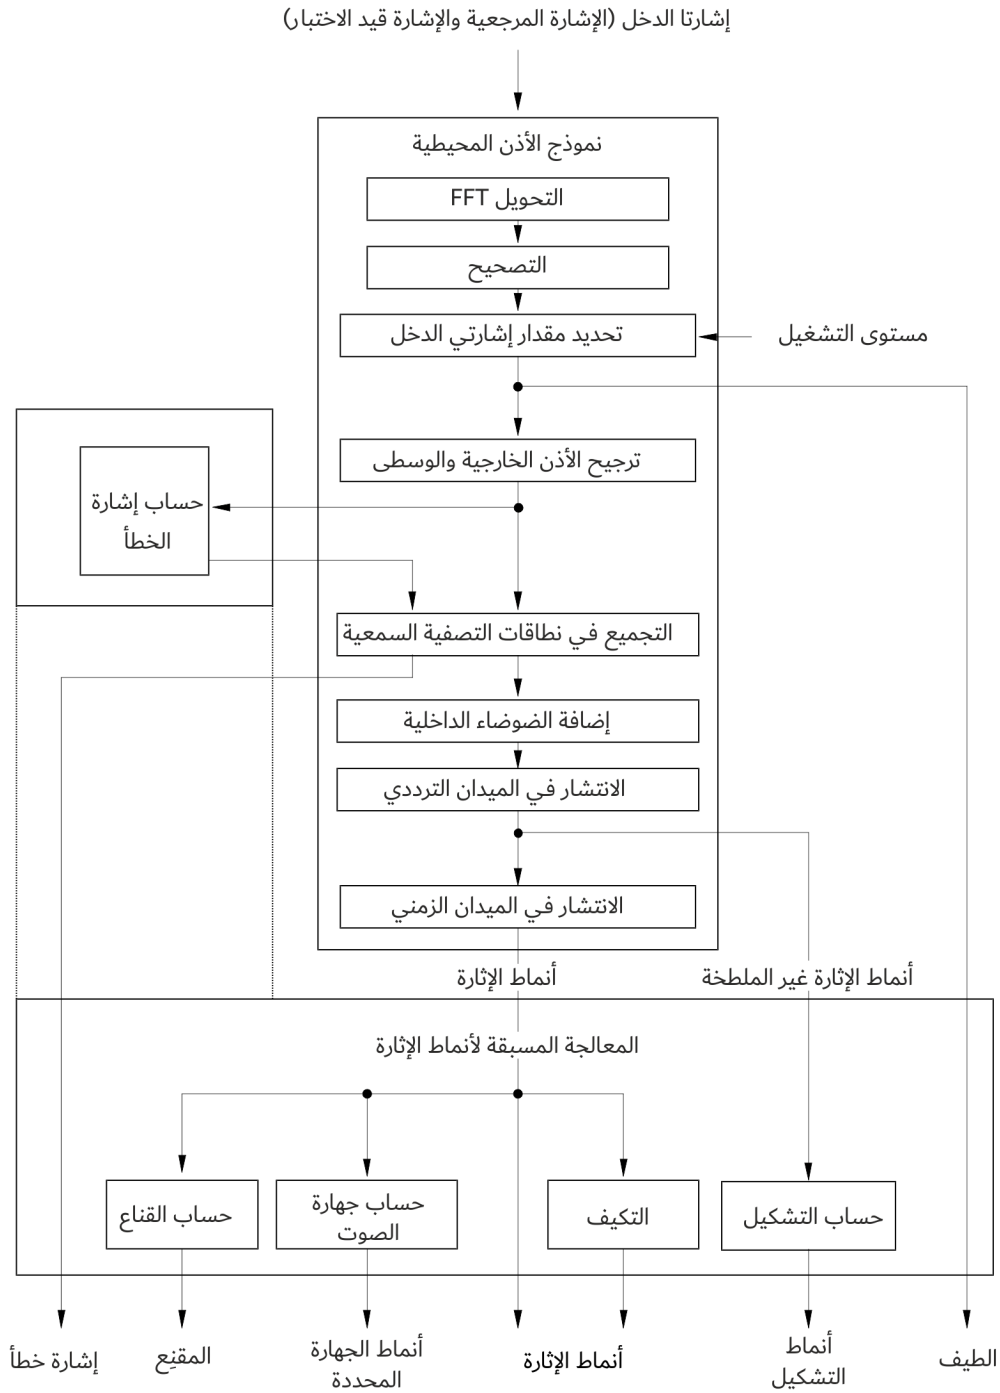 إشارتا الدخل (الإشارة المرجعية والإشارة قيد الاختبار)
نموذج الأذن المحيطية
التحويل FFT
التصحيح
تحديد مقدار إشارتي الدخل
مستوى التشغيل
ترجيح الأذن الخارجية والوسطى
حساب إشارة
الخطأ
التجميع في نطاقات التصفية السمعية
إضافة الضوضاء الداخلية
الانتشار في الميدان الترددي
الانتشار في الميدان الزمني
أنماط الإثارة غير الملطخة
أنماط الإثارة
المعالجة المسبقة لأنماط الإثارة
حساب التشكيل
التكيف
حساب جهارة
الصوت
حساب القناع
الطيف
أنماط
التشكيل
أنماط الإثارة
أنماط الجهارة
المحددة
المقنِع
إشارة خطأ